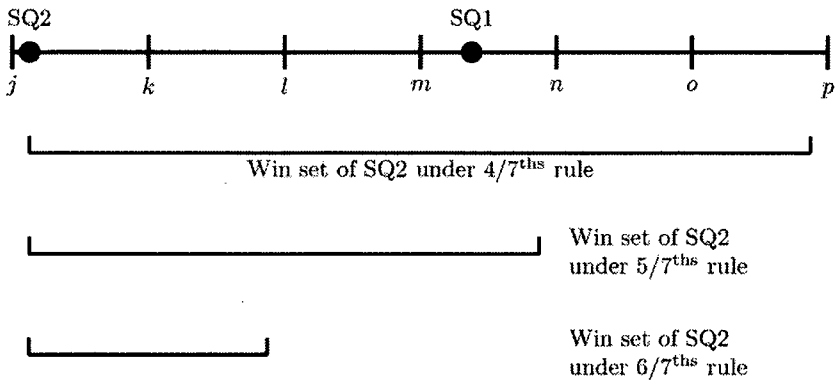 SQ2 SQ1
j k l m n o p
Win set of SQ2 under 4/7ths rule
Win set of SQ2
under 5/7ths rule
Win set of SQ2
under 6/7ths rule